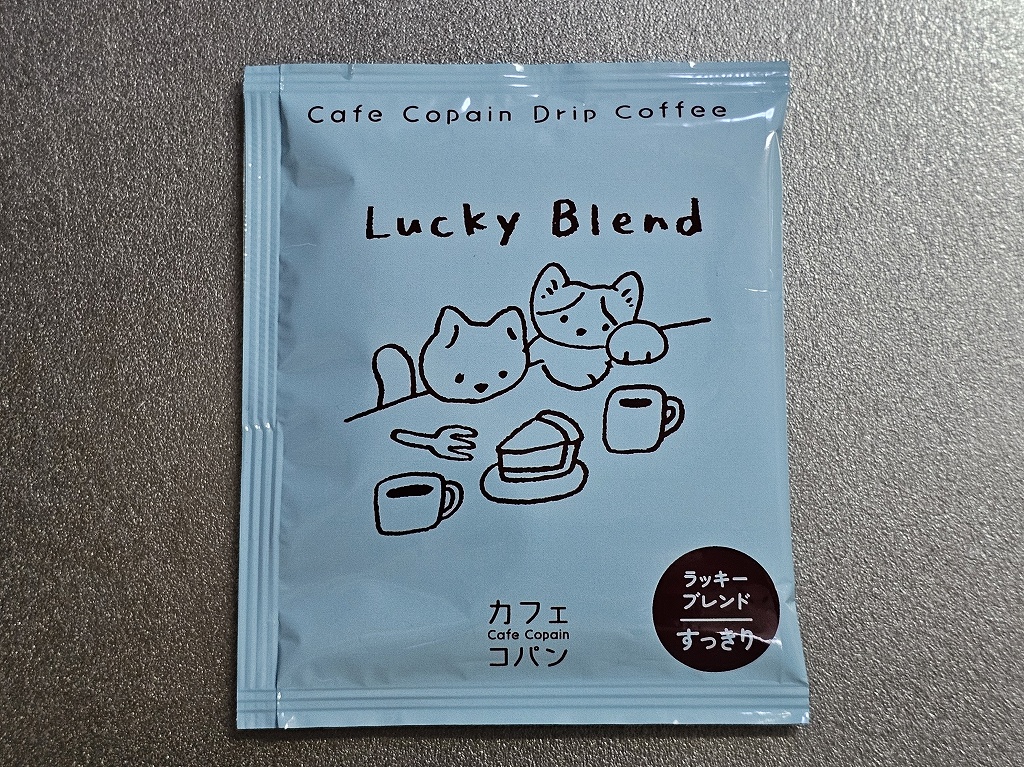 Cafe Copain Drip Coffee
Lucky Blend
ラッキー
ブレンド
すっきり
カフェ
Cafe Copain
コパン